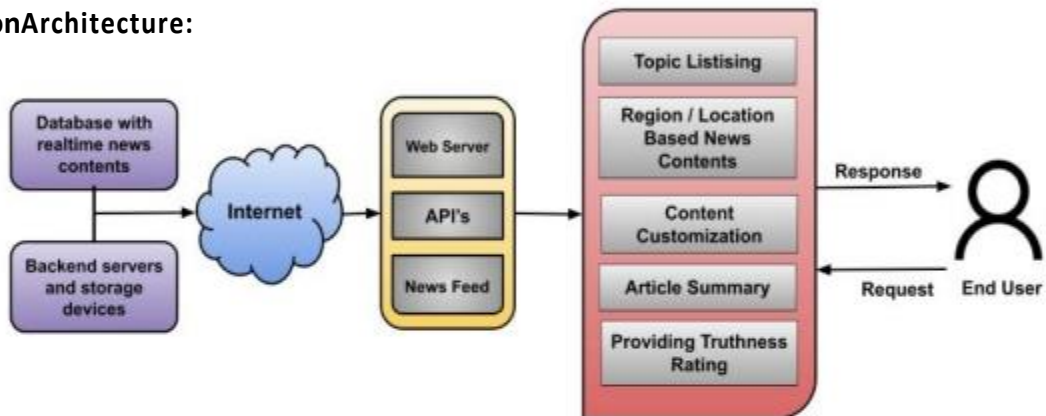 onArchitecture:
Database with
realtime news
contents
Backend servers
and storage
devices
Internet
Web Server
API's
News Feed
Topic Listising
Region / Location
Based News
Contents
Content
Customization
Article Summary
Providing Truthness
Rating
Response
Request
End User